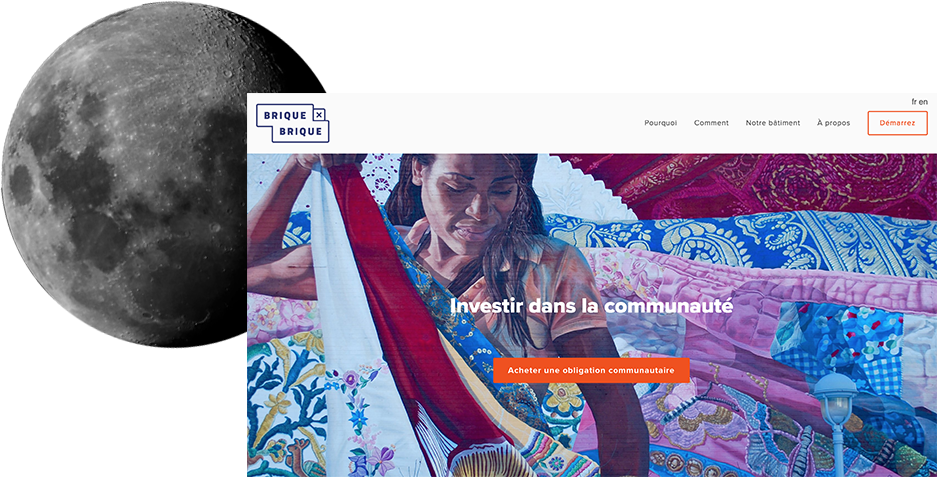 fr en
BRIQUE
BRIQUE
Pourquoi Comment Notre bâtiment À propos Démarrez
Investir dans la communauté
Acheter une obligation communautaire